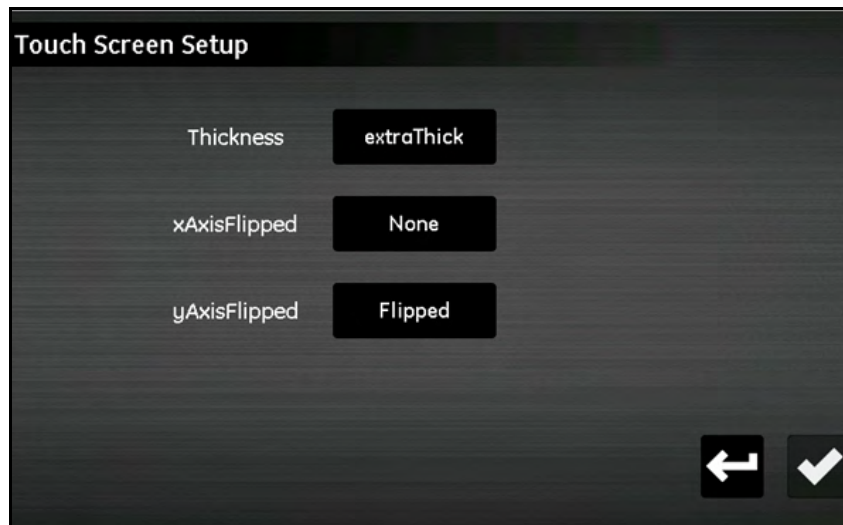 Touch Screen Setup
Thickness extraThick
xAxisFlipped None
yAxisFlipped Flipped